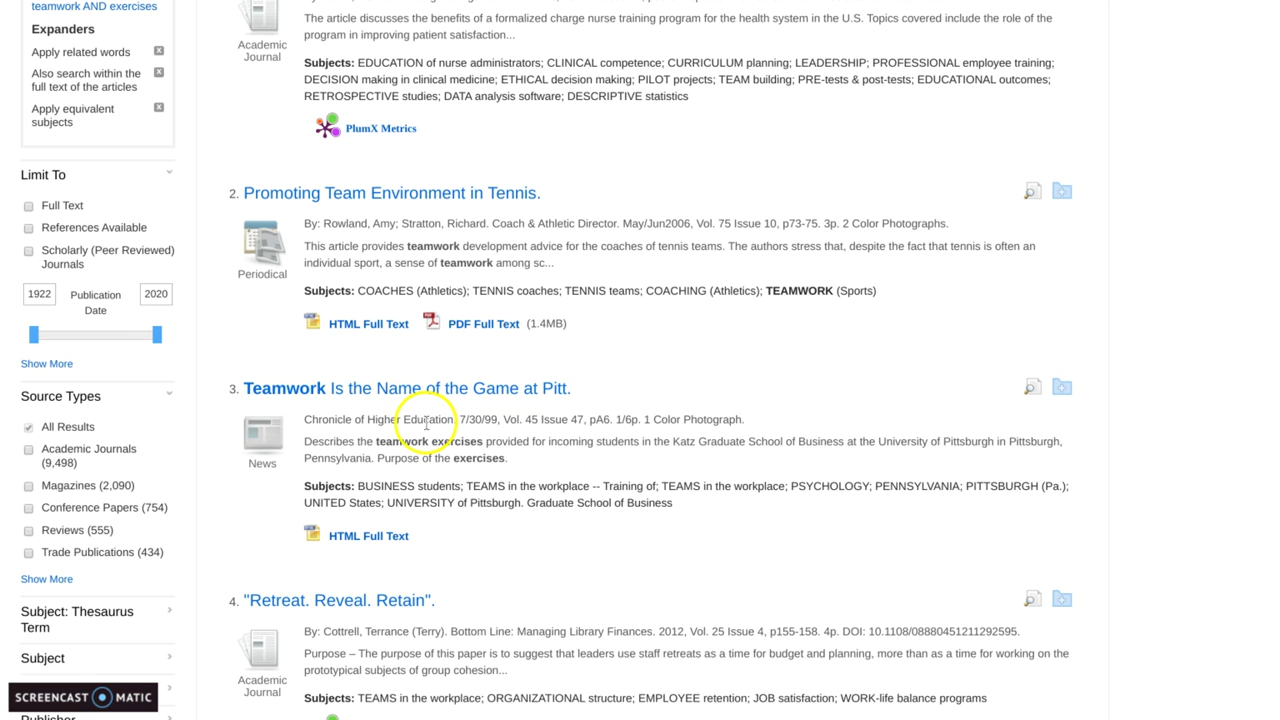 teamwork AND exercises
Expanders
Apply related words
Also search within the
full text of the articles
Apply equivalent
subjects
Limit To
Full Text
References Available
Scholarly (Peer Reviewed)
Journals
1922 Publication Date 2020
Show More
Source Types
All Results
Academic Journals
(9,498)
Magazines (2,090)
Conference Papers (754)
Reviews (555)
Trade Publications (434)
Show More
Subject: Thesaurus
Term
Subject
Publisher
SCREENCAST MATIC
Academic
Journal
The article discusses the benefits of a formalized charge nurse training program for the health system in the U.S. Topics covered include the role of the
program in improving patient satisfaction...
Subjects: EDUCATION of nurse administrators; CLINICAL competence; CURRICULUM planning; LEADERSHIP; PROFESSIONAL employee training;
DECISION making in clinical medicine; ETHICAL decision making; PILOT projects; TEAM building; PRE-tests & post-tests; EDUCATIONAL outcomes;
RETROSPECTIVE studies; DATA analysis software; DESCRIPTIVE statistics
PlumX Metrics
2. Promoting Team Environment in Tennis.
Periodical
By: Rowland, Amy; Stratton, Richard. Coach & Athletic Director. May/Jun2006, Vol. 75 Issue 10, p73-75. 3p. 2 Color Photographs.
This article provides teamwork development advice for the coaches of tennis teams. The authors stress that, despite the fact that tennis is often an
individual sport, a sense of teamwork among sc...
Subjects: COACHES (Athletics); TENNIS coaches; TENNIS teams; COACHING (Athletics); TEAMWORK (Sports)
HTML Full Text PDF Full Text (1.4MB)
3. Teamwork Is the Name of the Game at Pitt.
News
Chronicle of Higher Education. 7/30/99, Vol. 45 Issue 47, pA6. 1/6p. 1 Color Photograph.
Describes the teamwork exercises provided for incoming students in the Katz Graduate School of Business at the University of Pittsburgh in Pittsburgh,
Pennsylvania. Purpose of the exercises.
Subjects: BUSINESS students; TEAMS in the workplace -- Training of; TEAMS in the workplace; PSYCHOLOGY; PENNSYLVANIA; PITTSBURGH (Pa.);
UNITED States; UNIVERSITY of Pittsburgh. Graduate School of Business
HTML Full Text
4. "Retreat. Reveal. Retain".
Academic
Journal
By: Cottrell, Terrance (Terry). Bottom Line: Managing Library Finances. 2012, Vol. 25 Issue 4, p155-158. 4p. DOI: 10.1108/08880451211292595.
Purpose – The purpose of this paper is to suggest that leaders use staff retreats as a time for budget and planning, more than as a time for working on the
prototypical subjects of group cohesion...
Subjects: TEAMS in the workplace; ORGANIZATIONAL structure; EMPLOYEE retention; JOB satisfaction; WORK-life balance programs